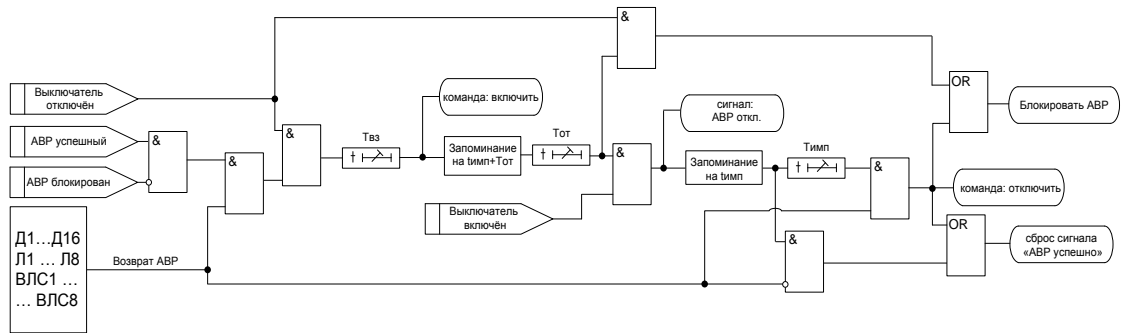 &
OR
Выключатель
отключён
команда: включить
сигнал:
АВР откл.
Блокировать АВР
АВР успешный
&
&
&
Твз
Запоминание
на tимп+Тот
Тот
&
Запоминание
на tимп
Тимп
&
АВР блокирован
Выключатель
включён
команда: отключить
Д1...Д16
Л1 ... Л8
ВЛС1 ...
... ВЛС8
Возврат АВР
&
OR
сброс сигнала
«АВР успешно»